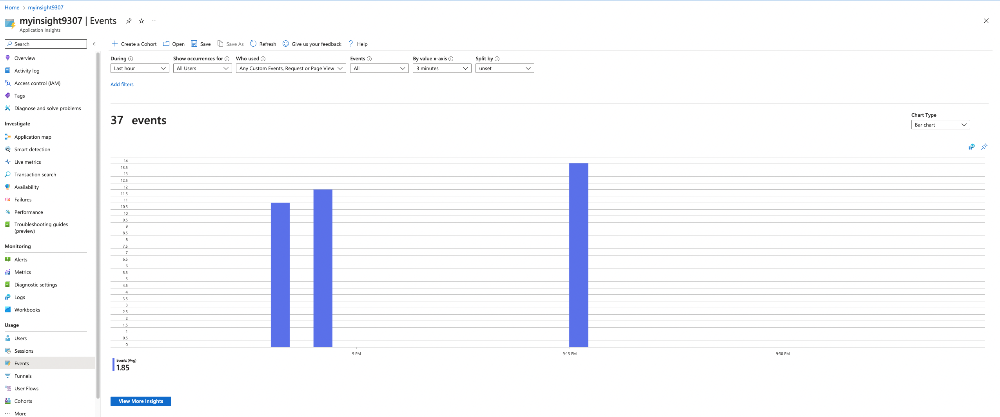 Home > myinsight9307
myinsight9307 | Events
Application Insights
Search
Overview
Activity log
Access control (IAM)
Tags
Diagnose and solve problems
Investigate
Application map
Smart detection
Live metrics
Transaction search
Availability
Failures
Performance
Troubleshooting guides
(preview)
Monitoring
Alerts
Metrics
Diagnostic settings
Logs
Workbooks
Usage
Users
Sessions
Events
Funnels
User Flows
Cohorts
More
Create a Cohort Open Save Save As Refresh Give us your feedback Help
During Show occurrences for Who used Events By value x-axis Split by
Last hour All Users Any Custom Events, Request or Page View All 3 minutes unset
Add filters
37 events
Chart Type
Bar chart
14
13.5
13
12.5
12
11.5
11
10.5
10
9.5
9
8.5
8
7.5
7
6.5
6
5.5
5
4.5
4
3.5
3
2.5
2
1.5
1
0.5
0
9 PM 9:15 PM 9:30 PM
Events (Avg)
1.85
View More Insights